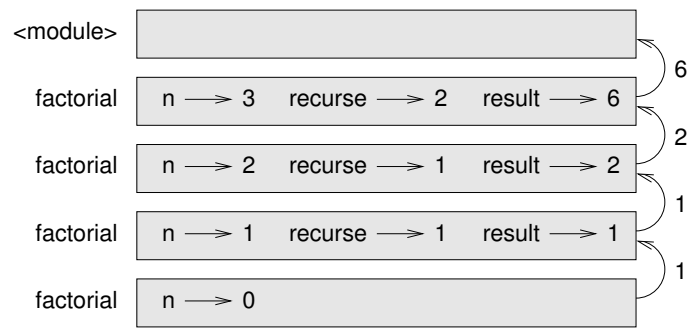 <module>
6
factorial n 3 recurse 2 result 6
2
factorial n 2 recurse 1 result 2
1
factorial n 1 recurse 1 result 1
1
factorial n 0